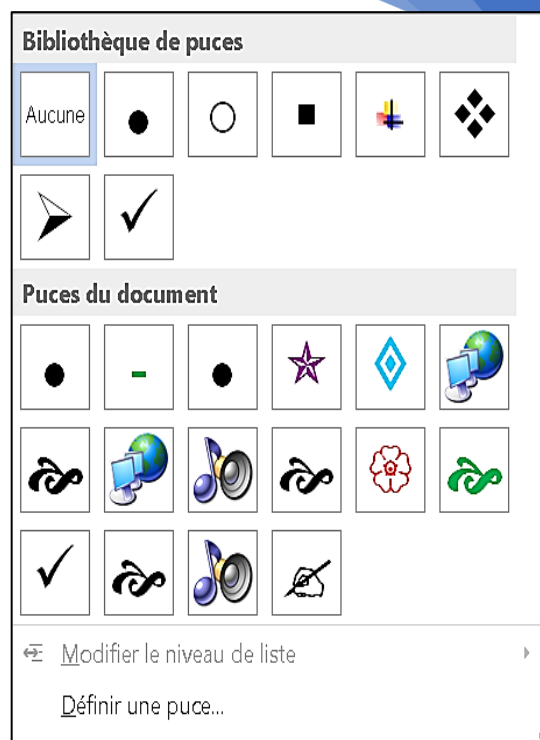 Bibliothèque de puces
Aucune
Puces du document
Modifier le niveau de liste
Définir une puce...